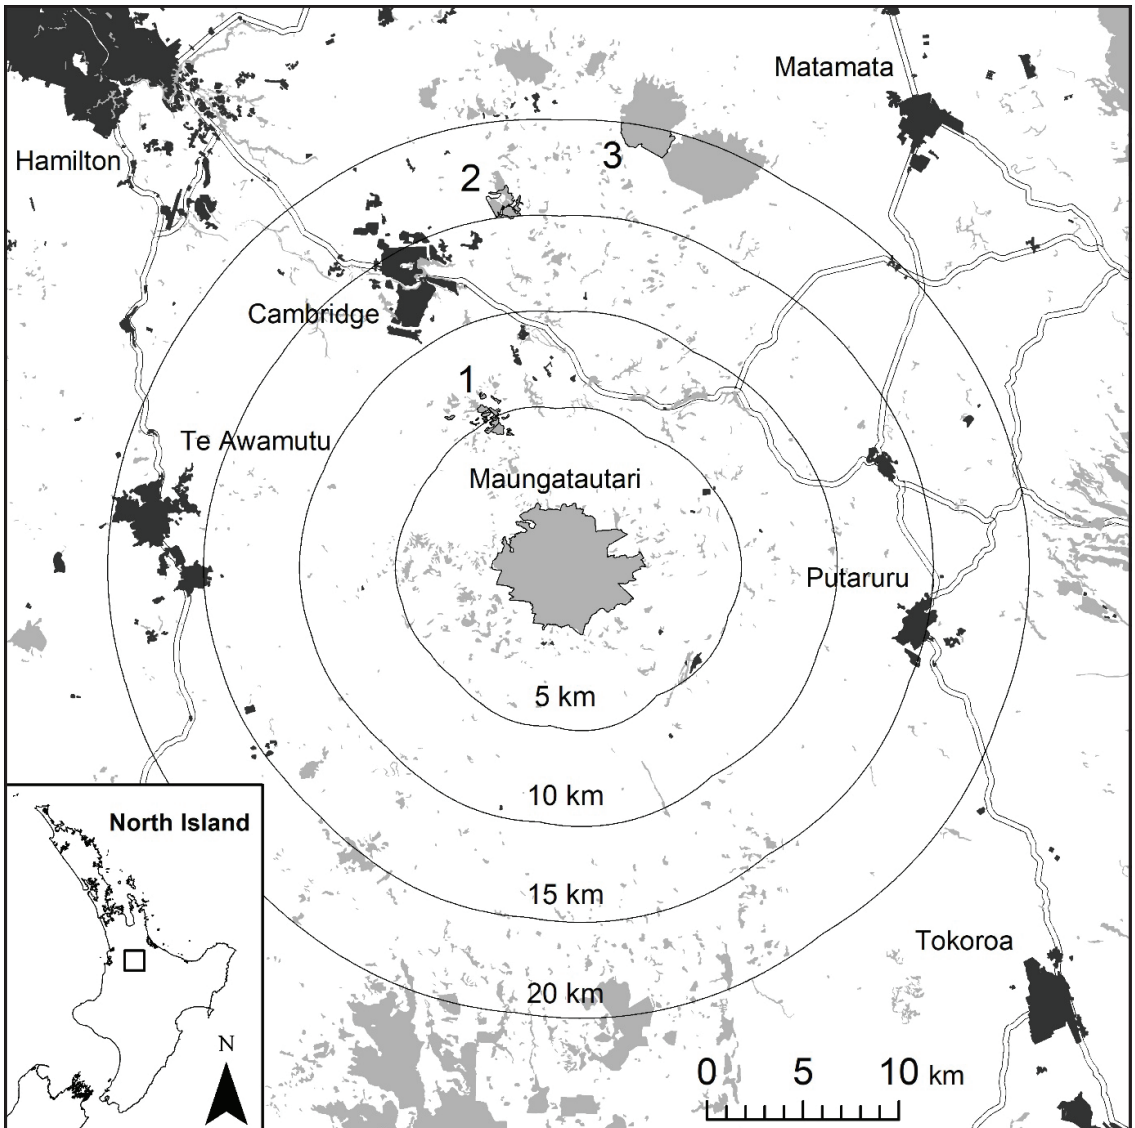 Matamata
Hamilton
3
2
Cambridge
1
Te Awamutu
Maungatautari
Putaruru
5 km
10 km
North Island
15 km
Tokoroa
20 km
N
0 5 10 km